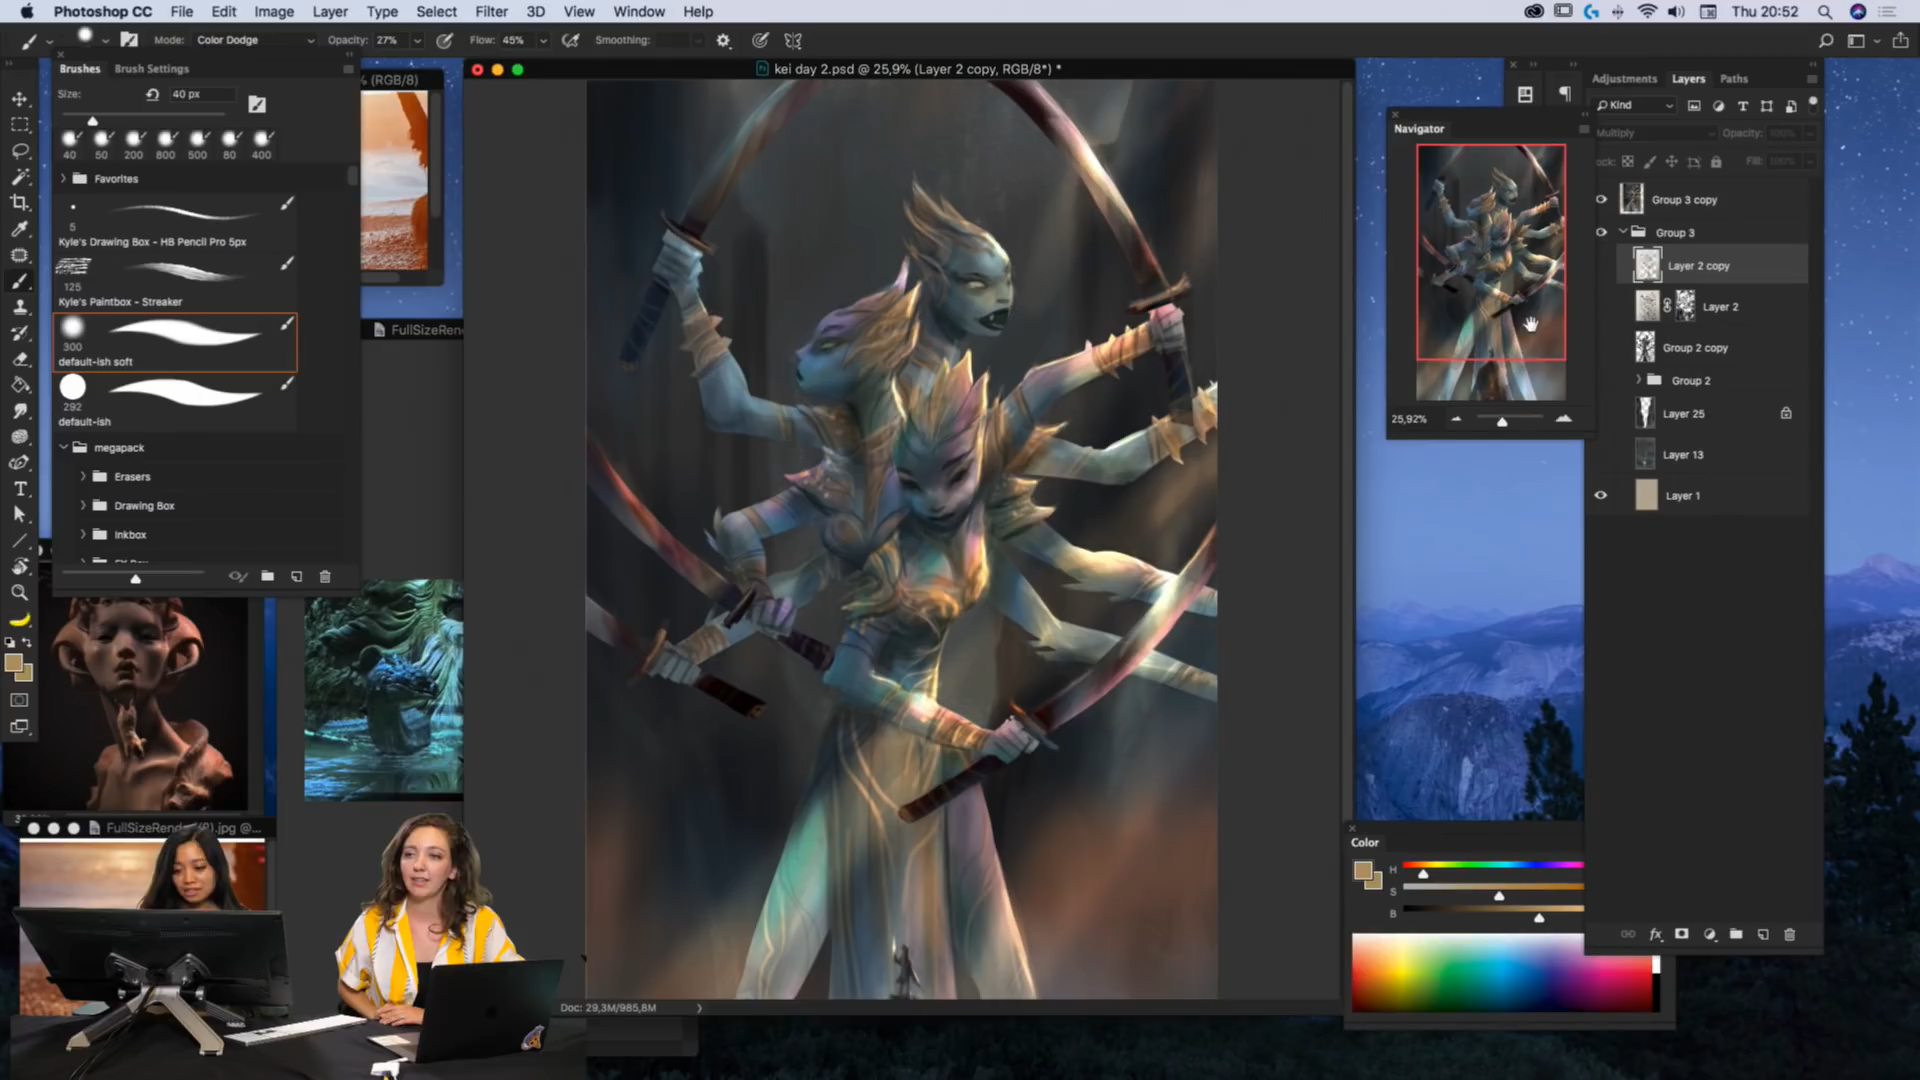 Photoshop CC File Edit Image Layer Type Select Filter 3D View Window Help Thu 20:52
Mode: Color Dodge Opacity: 27% Flow: 45% Smoothing:
Brushes Brush Settings
Size: 40 px
40 50 200 800 500 80 400
Favorites
5
Kyle's Drawing Box - HB Pencil Pro 5px
125
Kyle's Paintbox - Streaker
300
default-ish soft
292
default-ish
megapack
Erasers
Drawing Box
Inkbox
% (RGB/8)
FullSizeRen
kei day 2.psd @ 25,9% (Layer 2 copy, RGB/8*) *
Doc: 29,3M/985,8M
Navigator
25,92%
Adjustments Layers Paths
Kind
Multiply Opacity: 100%
ock: Fill: 100%
Group 3 copy
Group 3
Layer 2 copy
Layer 2
Group 2 copy
Group 2
Layer 25
Layer 13
Layer 1
fx
Color
H
S
B